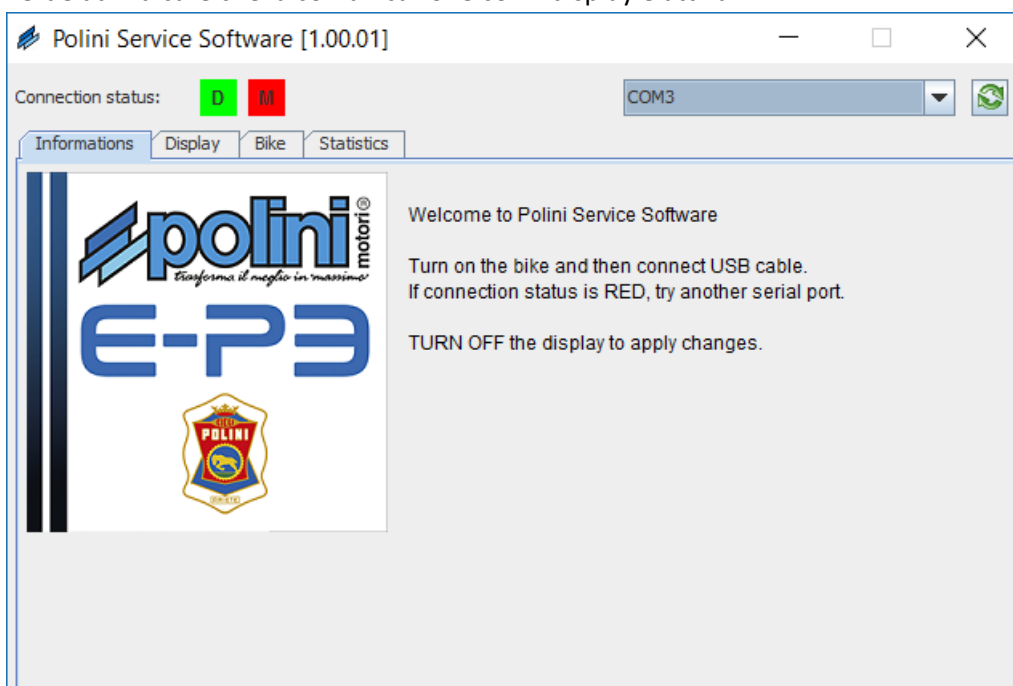 Polini Service Software [1.00.01]
Connection status:
D
M
COM3
Informations
Display
Bike
Statistics
polini®
motori
trasforma il meglio in massimo
Welcome to Polini Service Software
Turn on the bike and then connect USB cable.
If connection status is RED, try another serial port.
TURN OFF the display to apply changes.
E-P3
POLINI